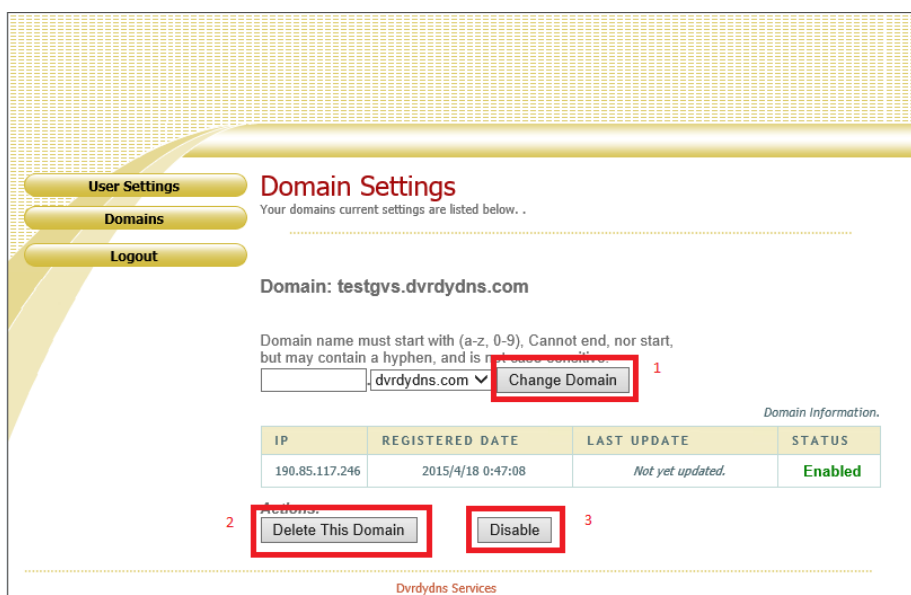 User Settings
Domains
Logout
Domain Settings
Your domains current settings are listed below. .
Domain: testgvs.dvrdydns.com
Domain name must start with (a-z, 0-9), Cannot end, nor start,
but may contain a hyphen, and is not case sensitive.
. dvrdydns.com Change Domain 1
Domain Information.
IP REGISTERED DATE LAST UPDATE STATUS
190.85.117.246 2015/4/18 0:47:08 Not yet updated. Enabled
Actions:
2 Delete This Domain Disable 3
Dvrdydns Services